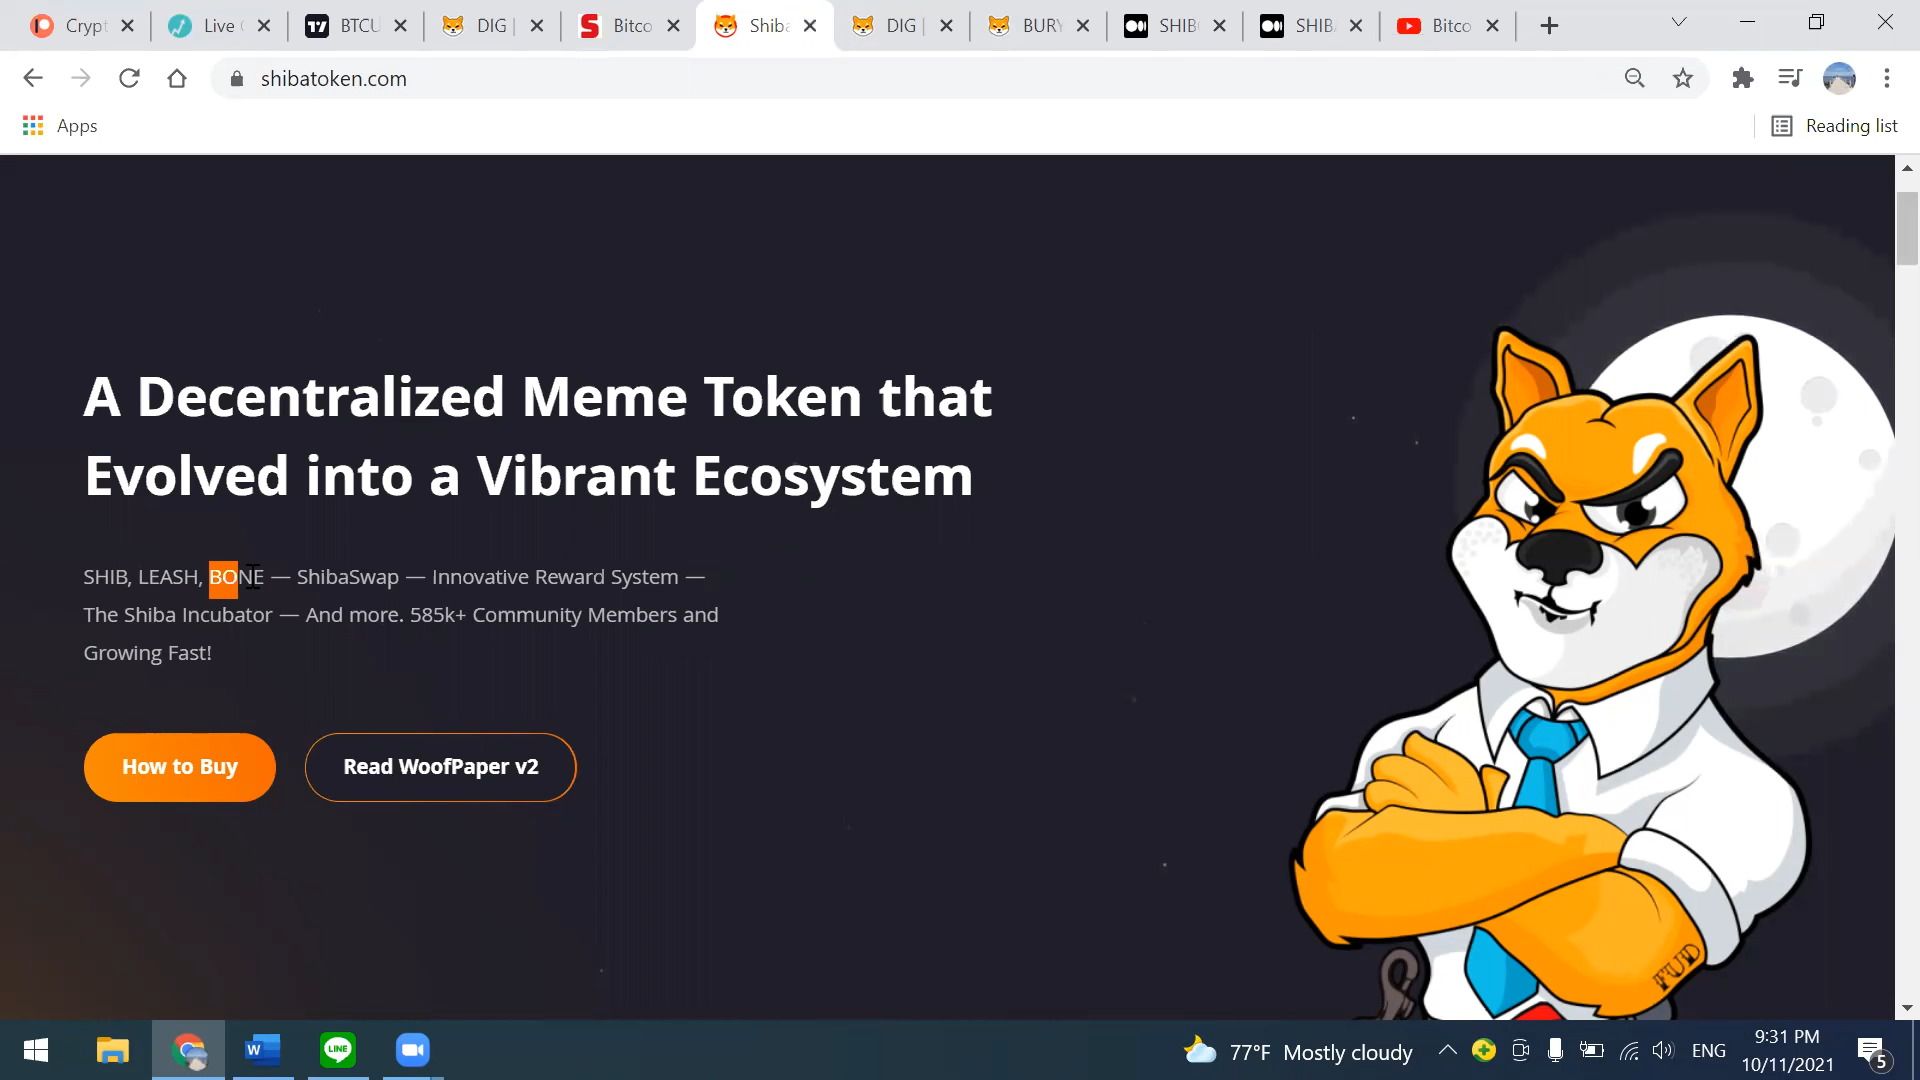 Crypt
Live
BTCU
DIG |
Bitco
Shiba
DIG |
BURY
SHIB
SHIB
Bitco
shibatoken.com
Apps
Reading list
A Decentralized Meme Token that
Evolved into a Vibrant Ecosystem
SHIB, LEASH, BONE — ShibaSwap — Innovative Reward System —
The Shiba Incubator — And more. 585k+ Community Members and
Growing Fast!
How to Buy
Read WoofPaper v2
FUD
LINE
77°F Mostly cloudy
ENG
9:31 PM
10/11/2021
5